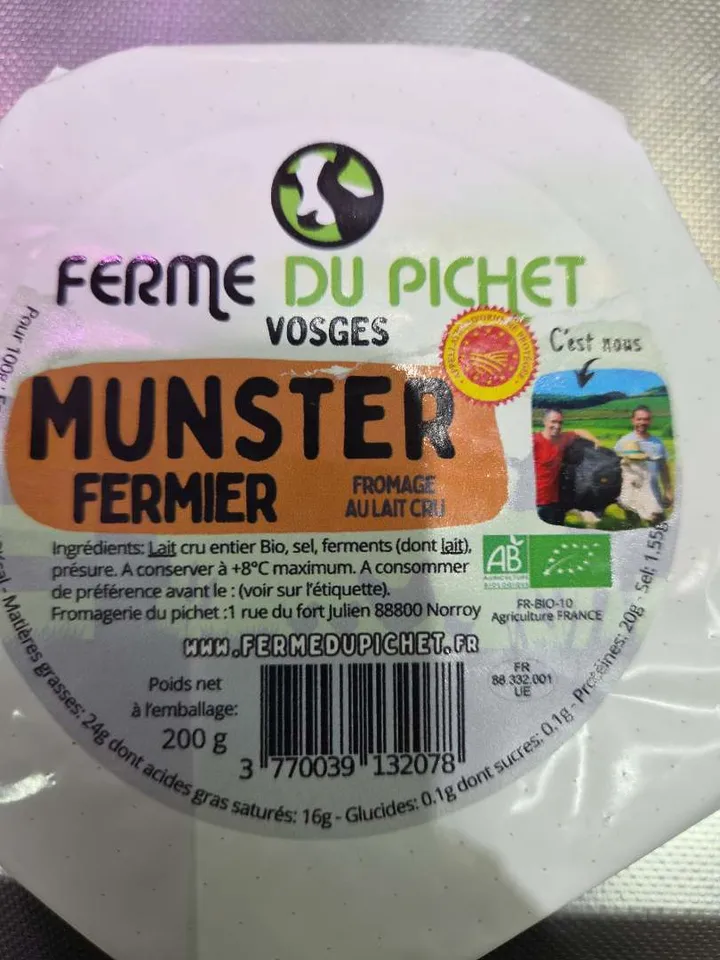 FERME DU PICHET
VOSGES
C'est nous
MUNSTER
FERMIER
FROMAGE
AU LAIT CRU
Ingrédients: Lait cru entier Bio, sel, ferments (dont lait),
présure. A conserver à +8°C maximum. A consommer
de préférence avant le : (voir sur l'étiquette).
Fromagerie du pichet :1 rue du fort Julien 88800 Norroy
www.FERMEDUPICHET.FR
AB
AGRICULTURE
BIOLOGIQUE
FR-BIO-10
Agriculture FRANCE
FR
88.332.001
UE
Poids net
à l'emballage:
200 g
3 770039 132078
Pour 100g:
- Matières grasses: 24g dont acides gras saturés: 16g - Glucides: 0.1g dont sucres: 0.1g - Protéines: 20g - Sel: 1.55g